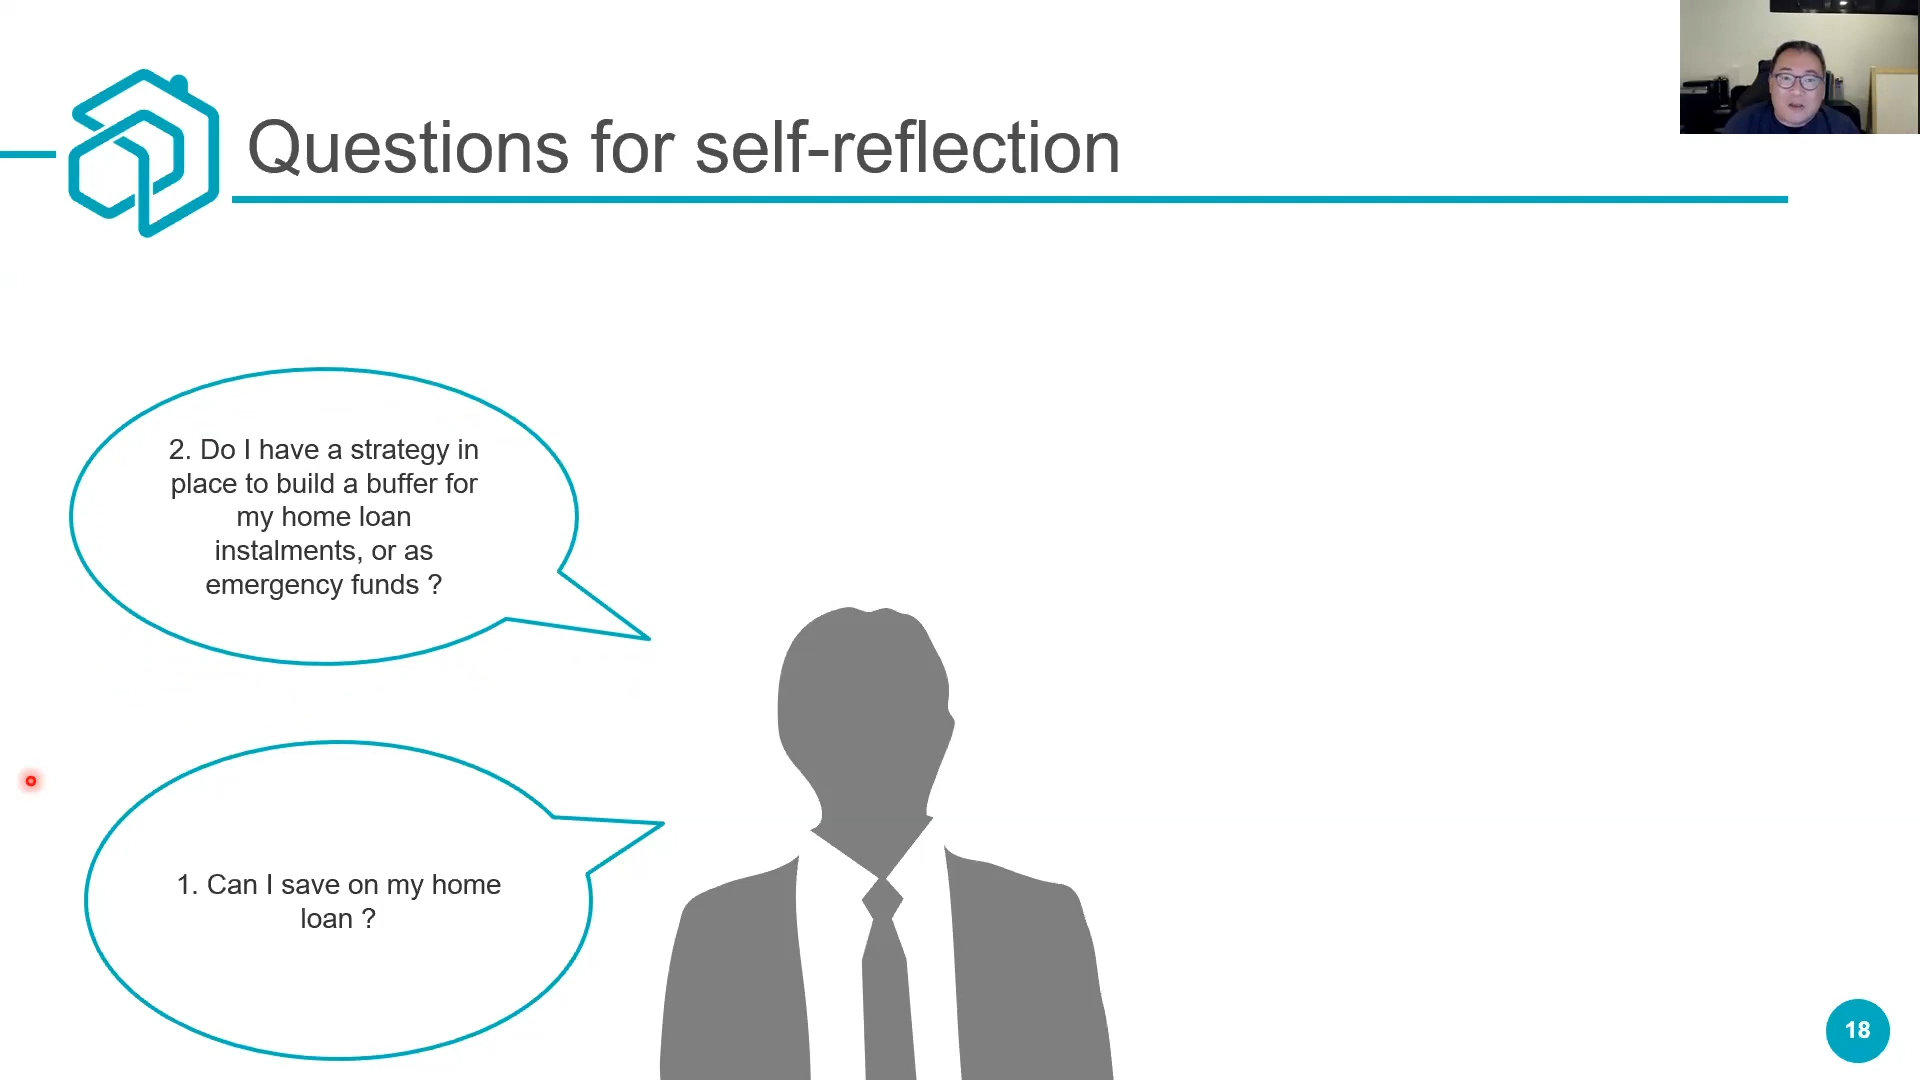 Questions for self-reflection
2. Do I have a strategy in
place to build a buffer for
my home loan
instalments, or as
emergency funds ?
1. Can I save on my home
loan ?
18